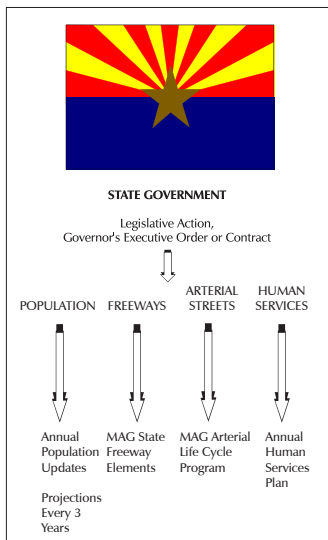 STATE GOVERNMENT
Legislative Action,
Governor's Executive Order or Contract
POPULATION
FREEWAYS
ARTERIAL
STREETS
HUMAN
SERVICES
Annual
Population
Updates
Projections
Every 3
Years
MAG State
Freeway
Elements
MAG Arterial
Life Cycle
Program
Annual
Human
Services
Plan